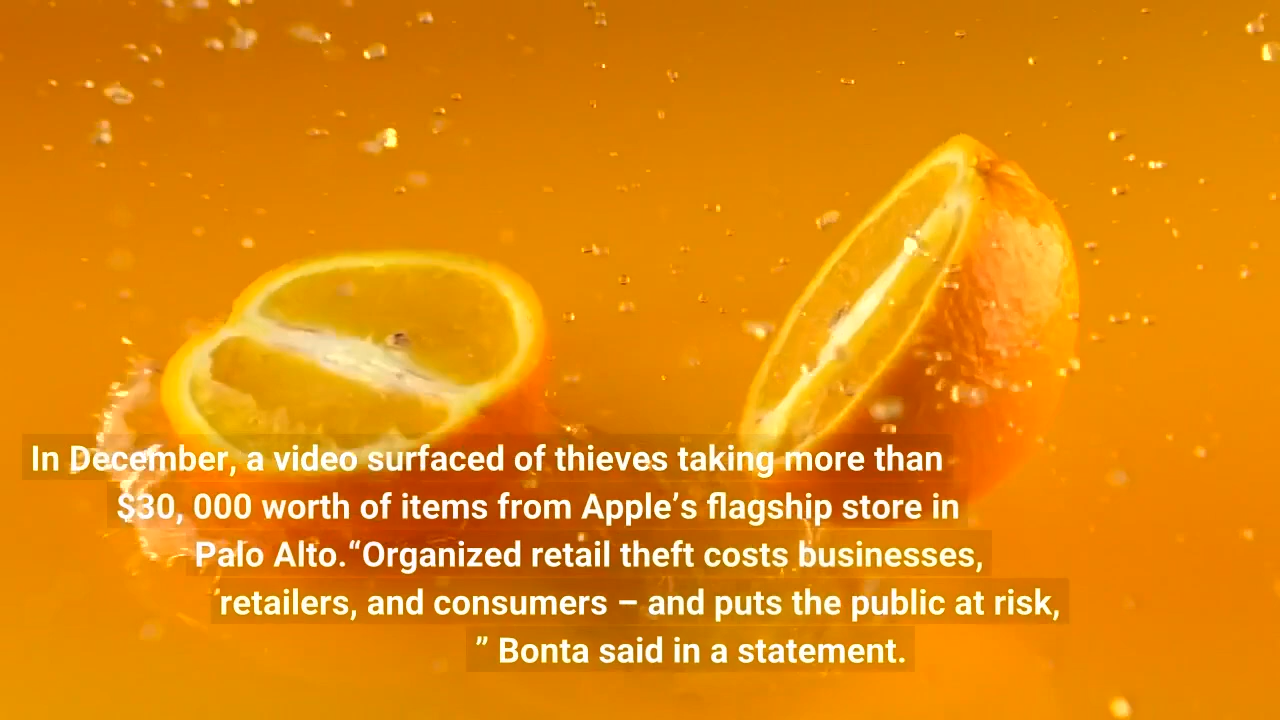 In December, a video surfaced of thieves taking more than
$30, 000 worth of items from Apple’s flagship store in
Palo Alto.“Organized retail theft costs businesses,
retailers, and consumers – and puts the public at risk,
” Bonta said in a statement.